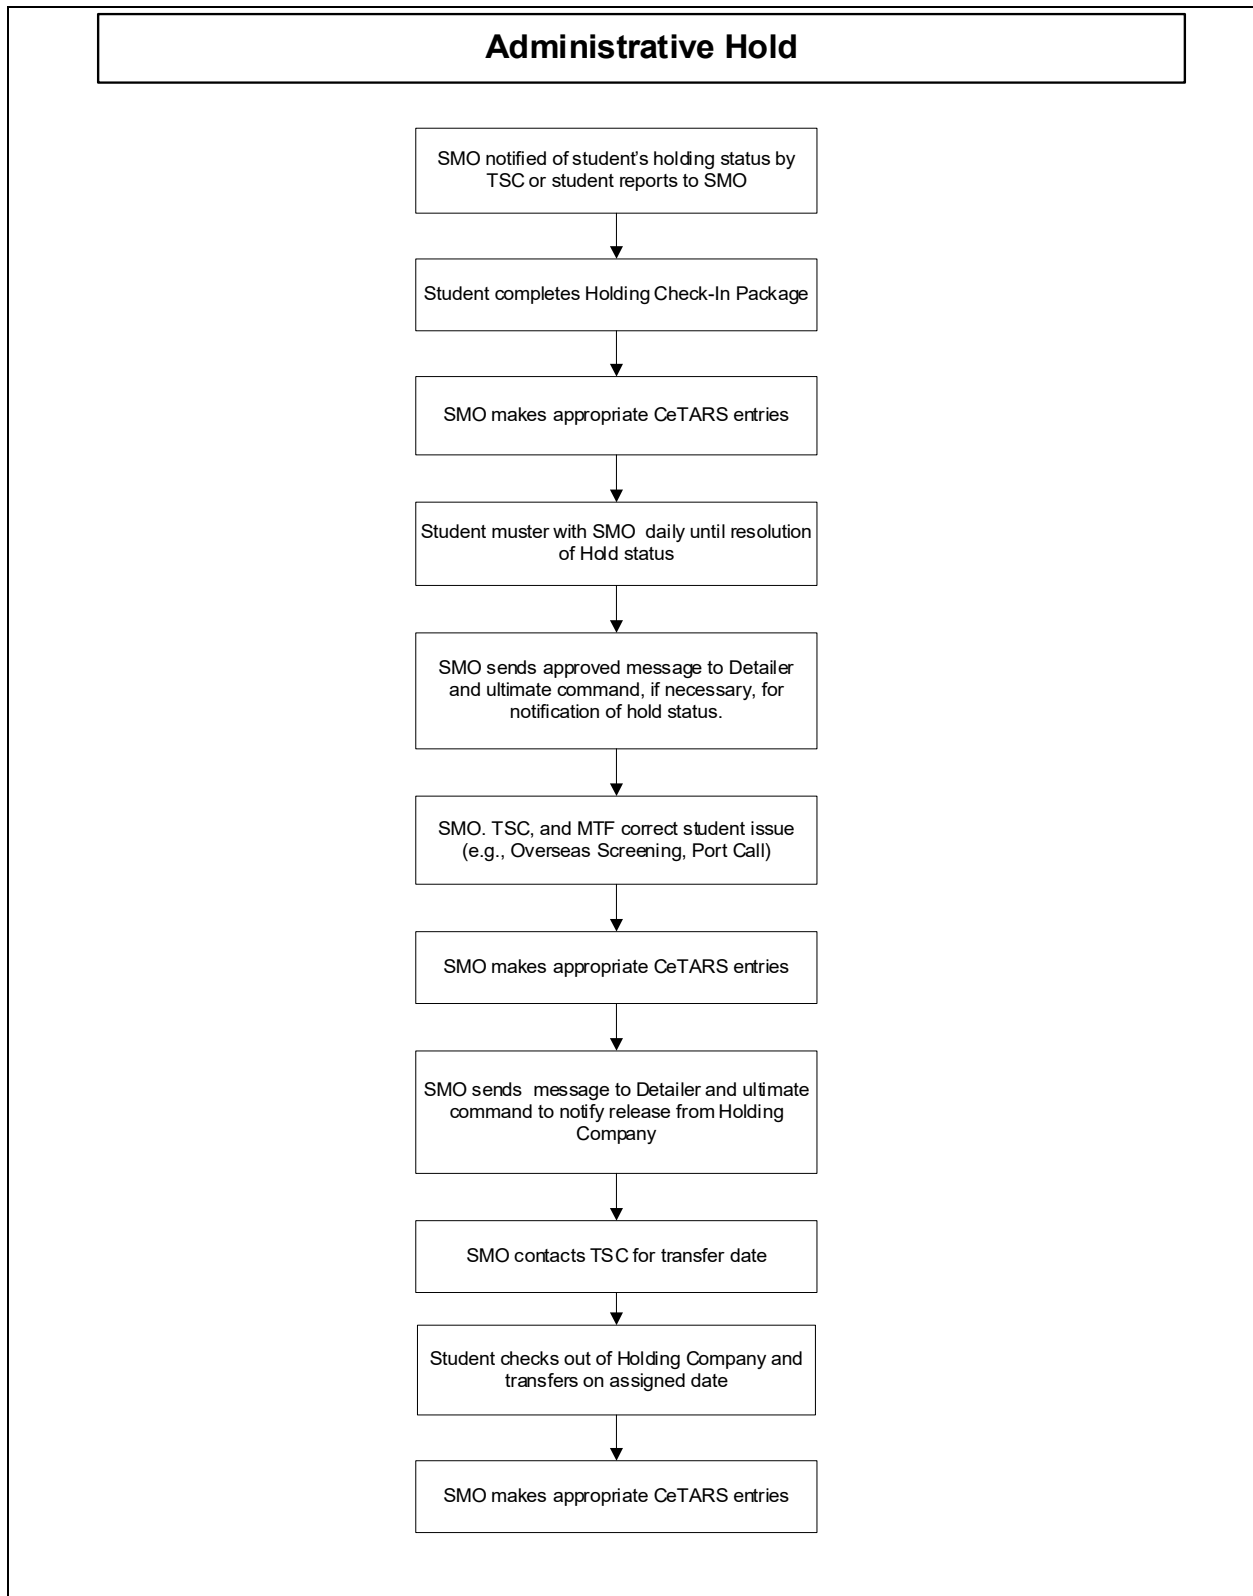 Administrative Hold
SMO notified of student’s holding status by
TSC or student reports to SMO
Student completes Holding Check-In Package
SMO makes appropriate CeTARS entries
Student muster with SMO daily until resolution
of Hold status
SMO sends approved message to Detailer
and ultimate command, if necessary, for
notification of hold status.
SMO. TSC, and MTF correct student issue
(e.g., Overseas Screening, Port Call)
SMO makes appropriate CeTARS entries
SMO sends message to Detailer and ultimate
command to notify release from Holding
Company
SMO contacts TSC for transfer date
Student checks out of Holding Company and
transfers on assigned date
SMO makes appropriate CeTARS entries